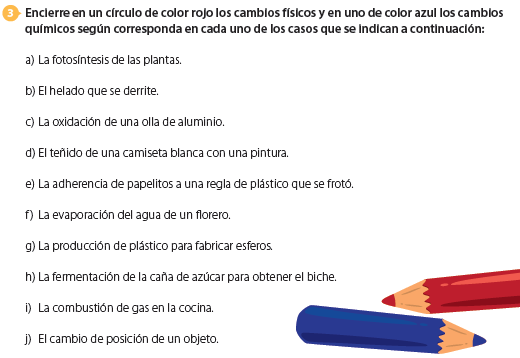 3 Encierre en un círculo de color rojo los cambios físicos y en uno de color azul los cambios
químicos según corresponda en cada uno de los casos que se indican a continuación:
a) La fotosíntesis de las plantas.
b) El helado que se derrite.
c) La oxidación de una olla de aluminio.
d) El teñido de una camiseta blanca con una pintura.
e) La adherencia de papelitos a una regla de plástico que se frotó.
f) La evaporación del agua de un florero.
g) La producción de plástico para fabricar esferos.
h) La fermentación de la caña de azúcar para obtener el biche.
i) La combustión de gas en la cocina.
j) El cambio de posición de un objeto.